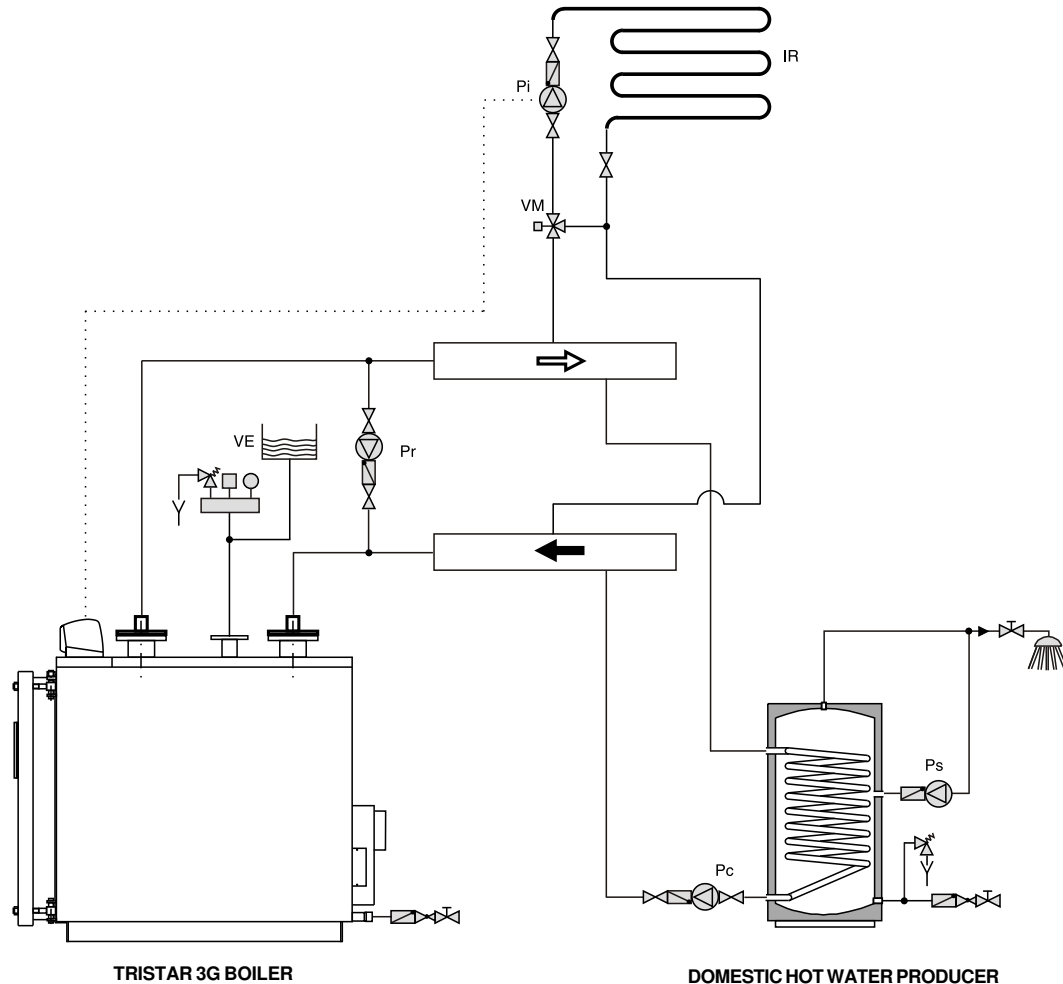 IR
Pi
VM
VE
Pr
Ps
Pc
TRISTAR 3G BOILER
DOMESTIC HOT WATER PRODUCER